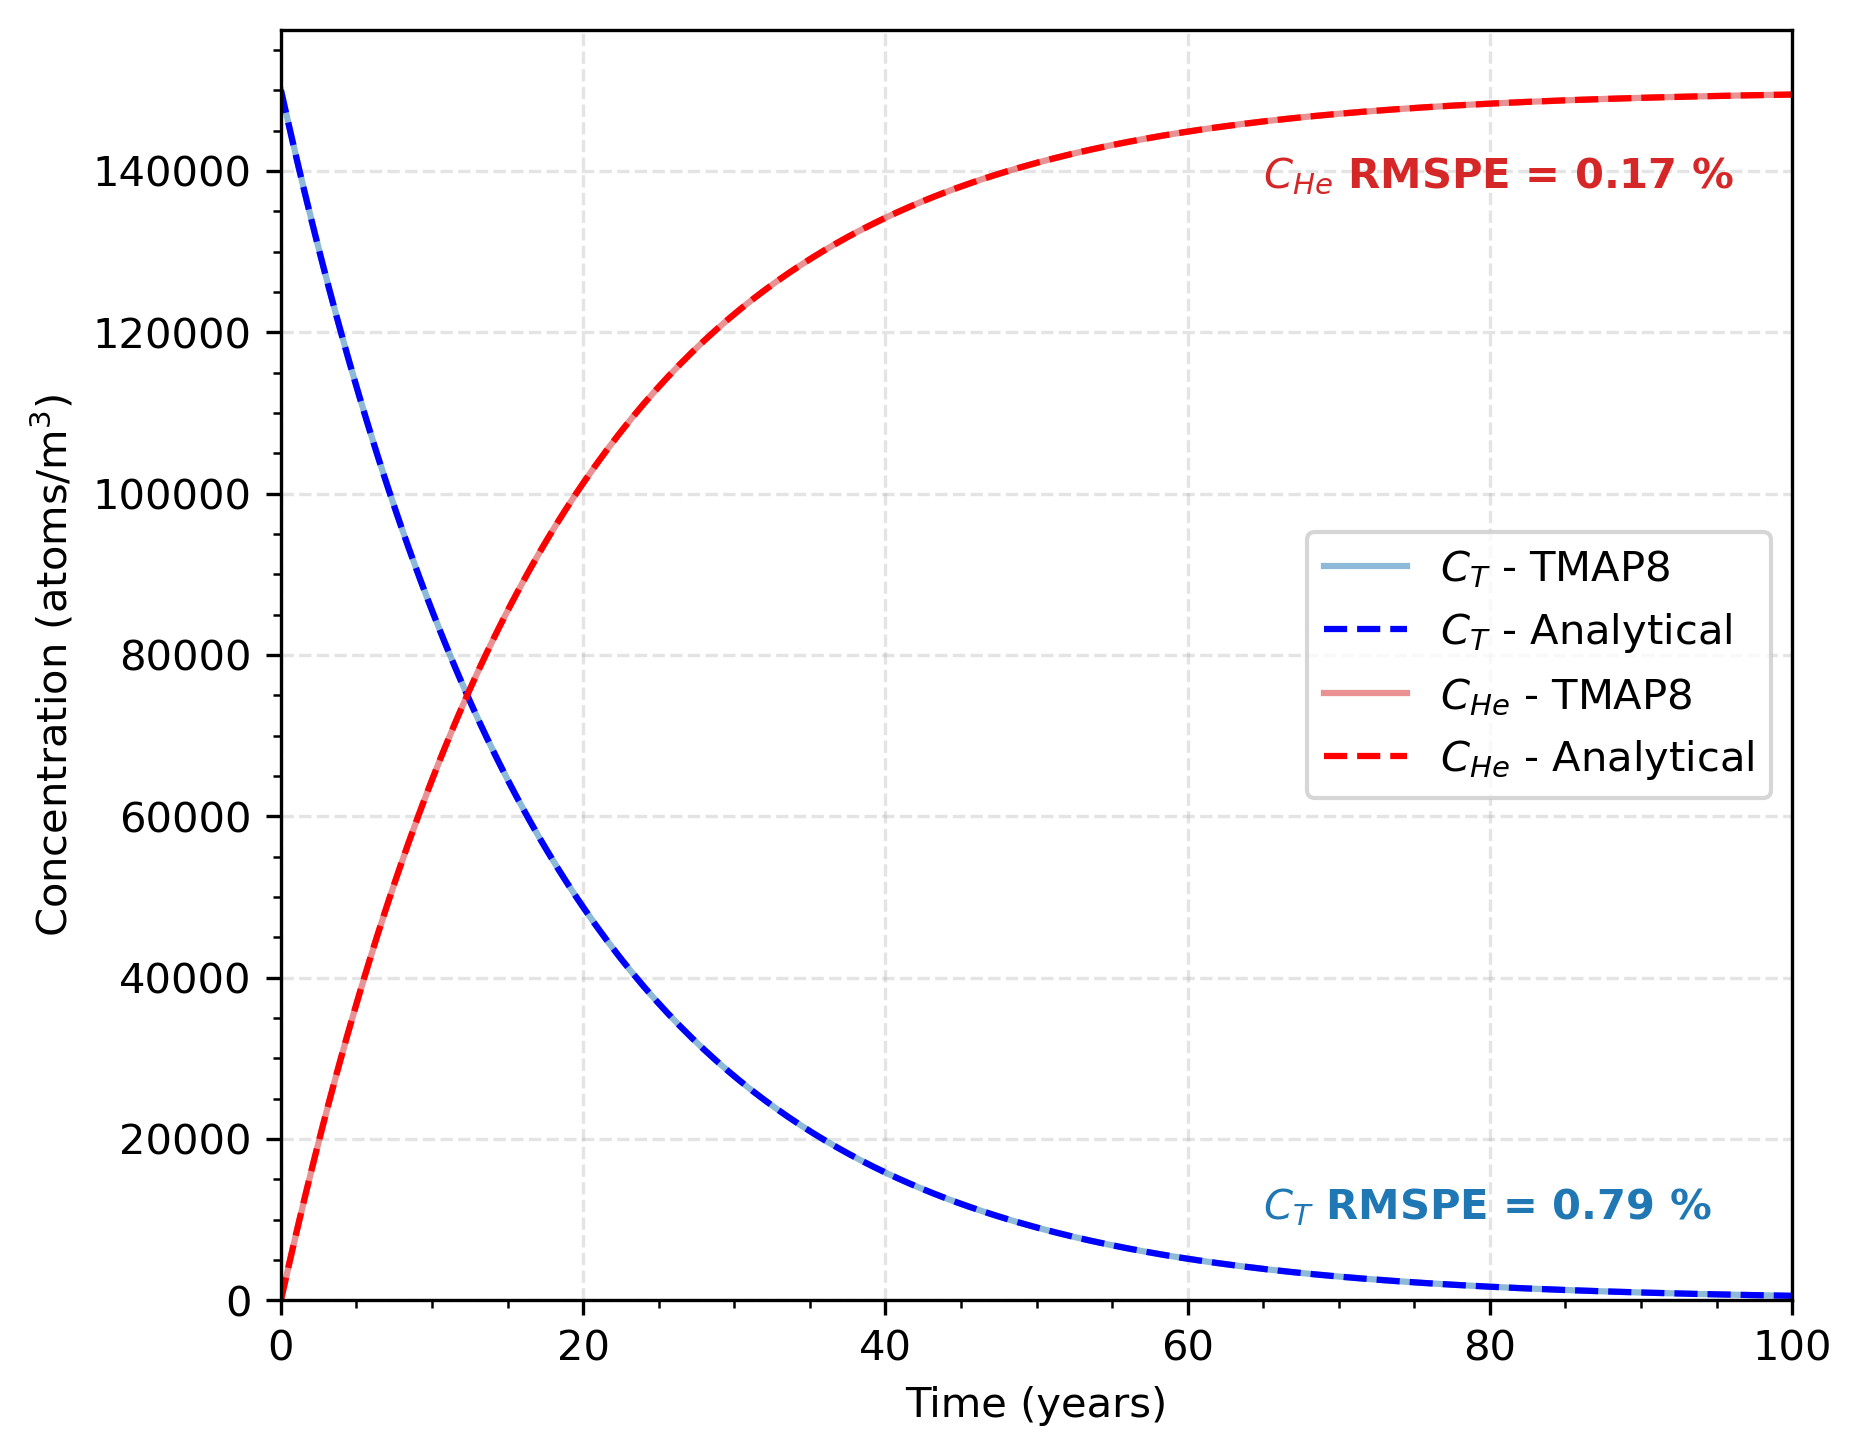 140000
120000
100000
80000
60000
40000
20000
0
Concentration (atoms/m³)
C_He RMSPE = 0.17 %
C_T - TMAP8
C_T - Analytical
C_He - TMAP8
C_He - Analytical
C_T RMSPE = 0.79 %
0 20 40 60 80 100
Time (years)